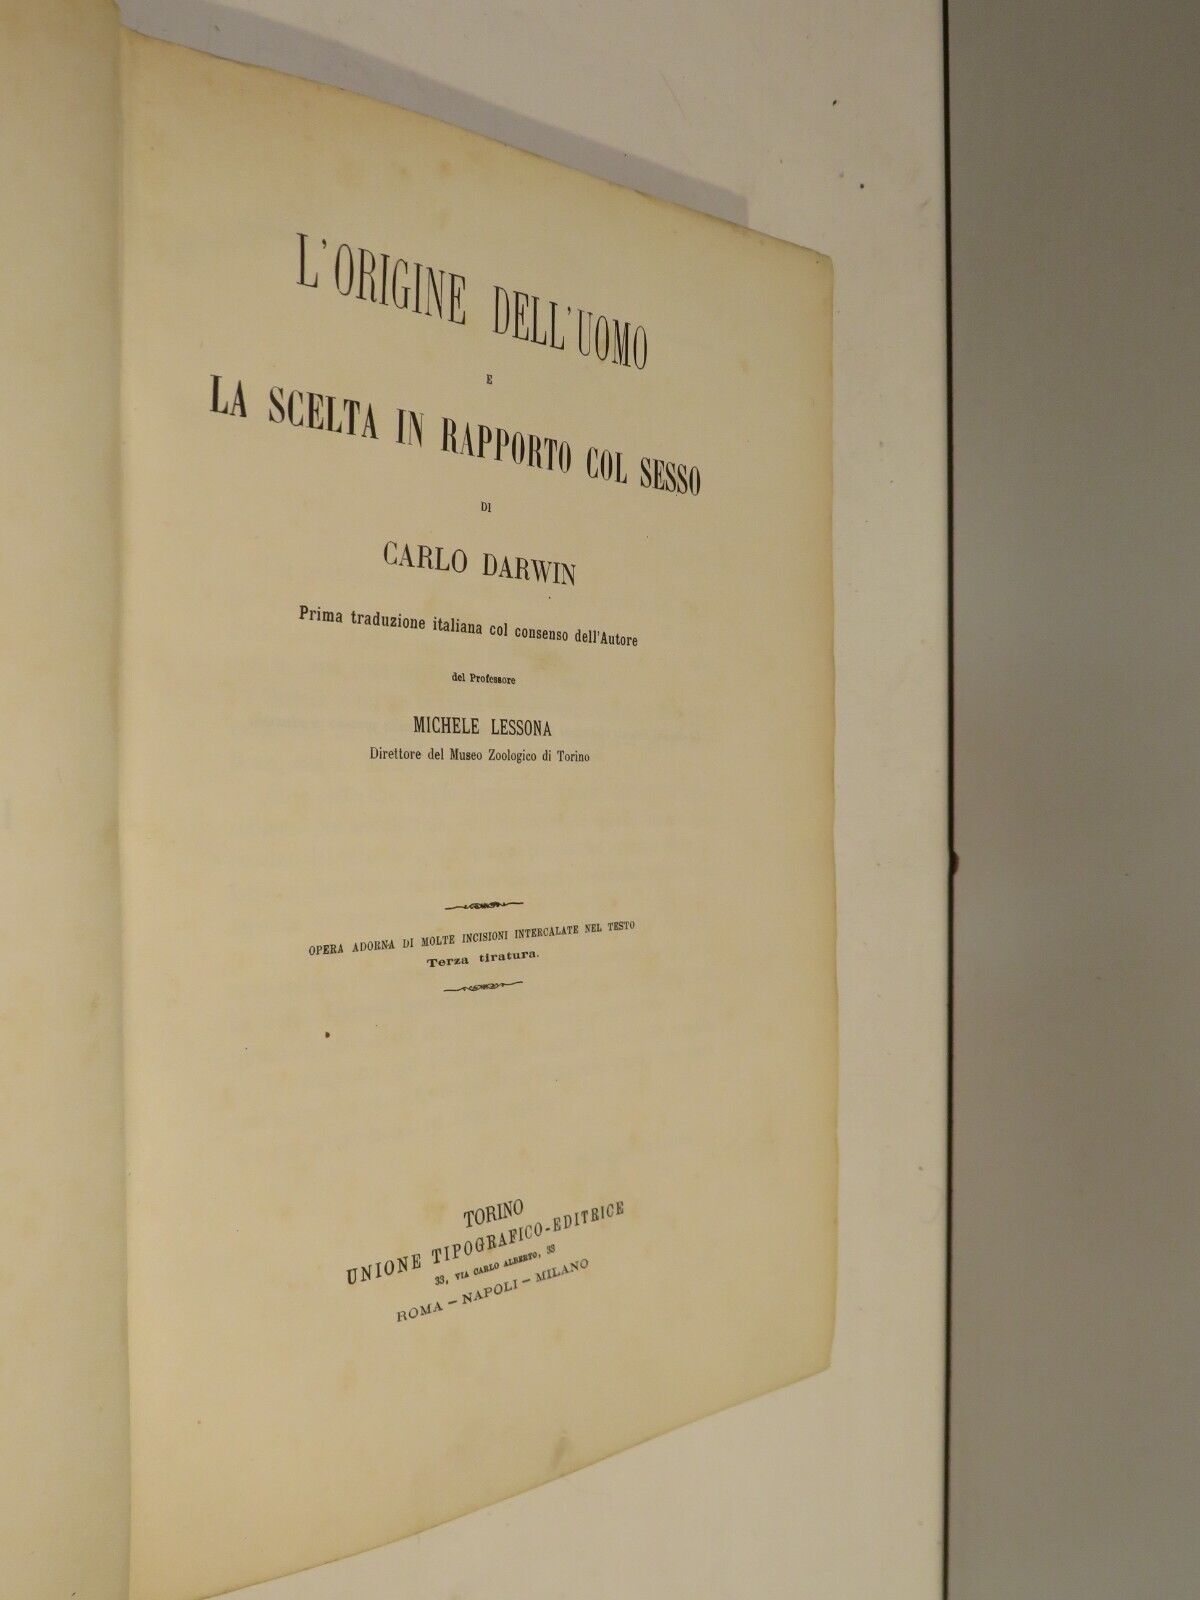 L'ORIGINE DELL'UOMO
E
LA SCELTA IN RAPPORTO COL SESSO
DI
CARLO DARWIN
Prima traduzione italiana col consenso dell'Autore
del Professore
MICHELE LESSONA
Direttore del Museo Zoologico di Torino
OPERA ADORNA DI MOLTE INCISIONI INTERCALATE NEL TESTO
Terza tiratura.
TORINO
UNIONE TIPOGRAFICO-EDITRICE
33, VIA CARLO ALBERTO, 33
ROMA - NAPOLI - MILANO